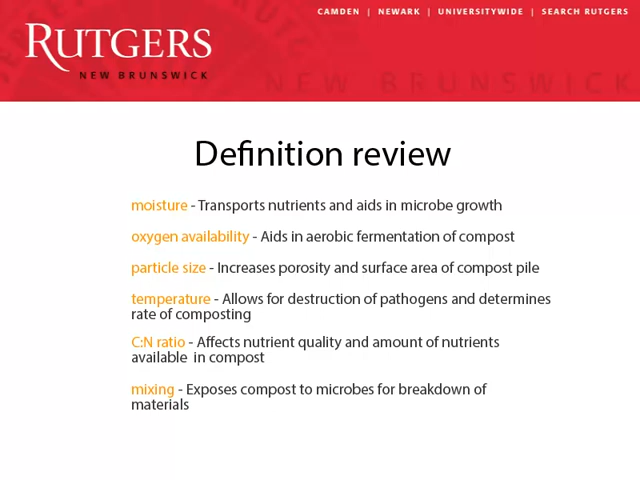 CAMDEN | NEWARK | UNIVERSITYWIDE | SEARCH RUTGERS
RUTGERS
NEW BRUNSWICK
NEW BRUNSWICK
Definition review
moisture - Transports nutrients and aids in microbe growth
oxygen availability - Aids in aerobic fermentation of compost
particle size - Increases porosity and surface area of compost pile
temperature - Allows for destruction of pathogens and determines
rate of composting
C:N ratio - Affects nutrient quality and amount of nutrients
available in compost
mixing - Exposes compost to microbes for breakdown of
materials